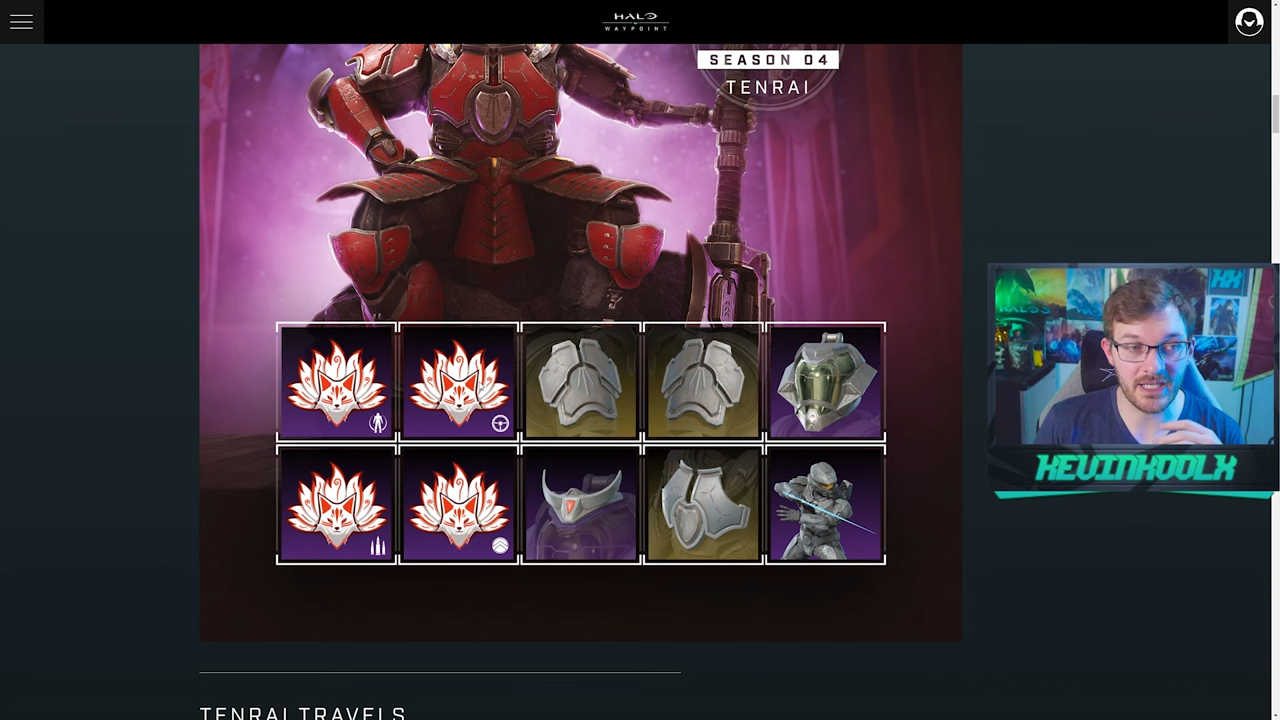 HALO
WAYPOINT
SEASON 04
TENRAI
KEVINKOOLX
TENRAI TRAVELS